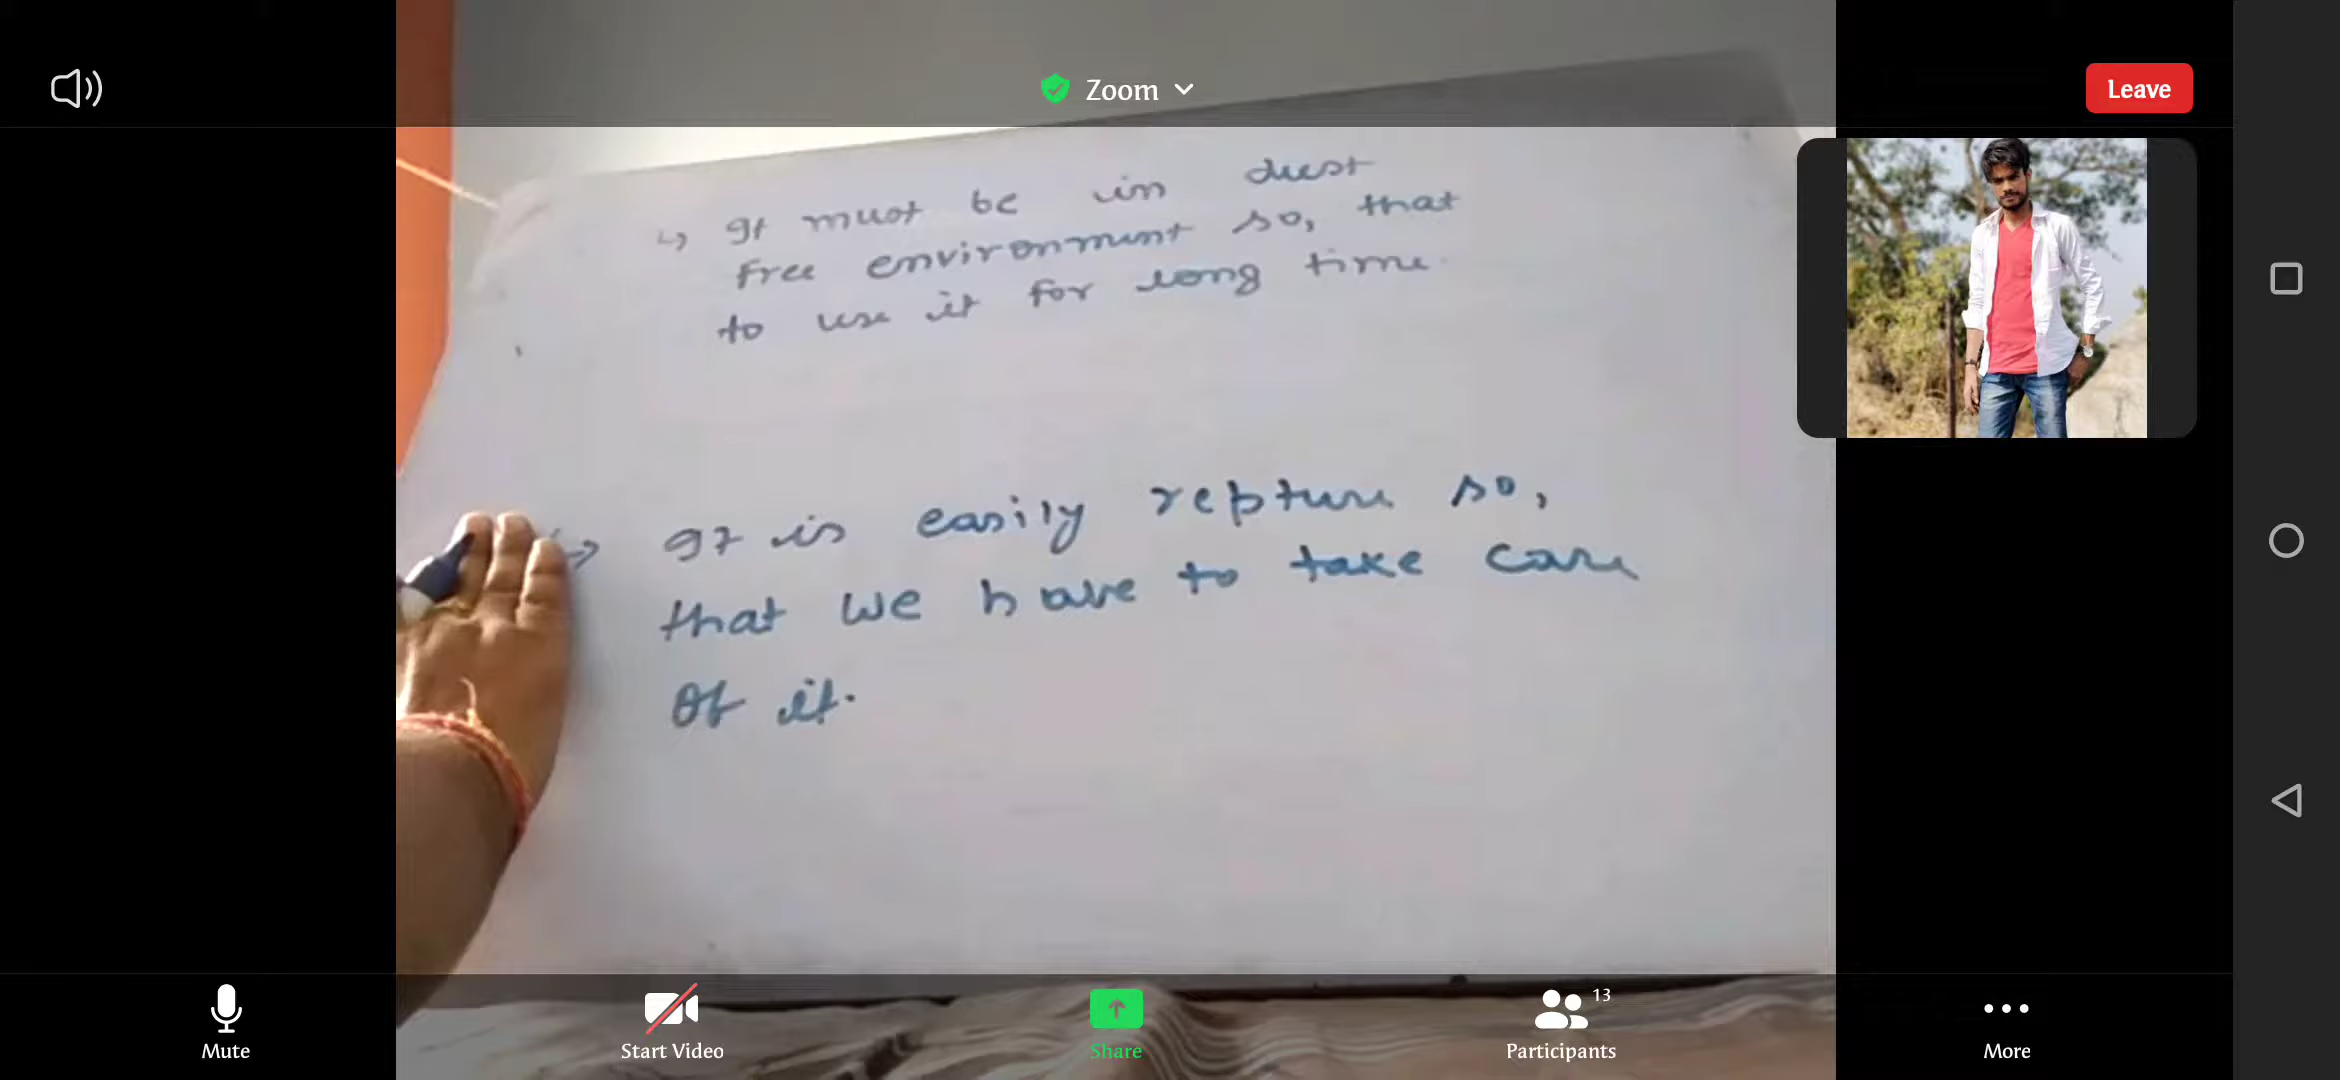 Zoom
Leave
↳ It must be in dust
free environment so, that
to use it for long time.
↳ It is easily repture so,
that we have to take care
of it.
13
Mute
Start Video
Share
Participants
More